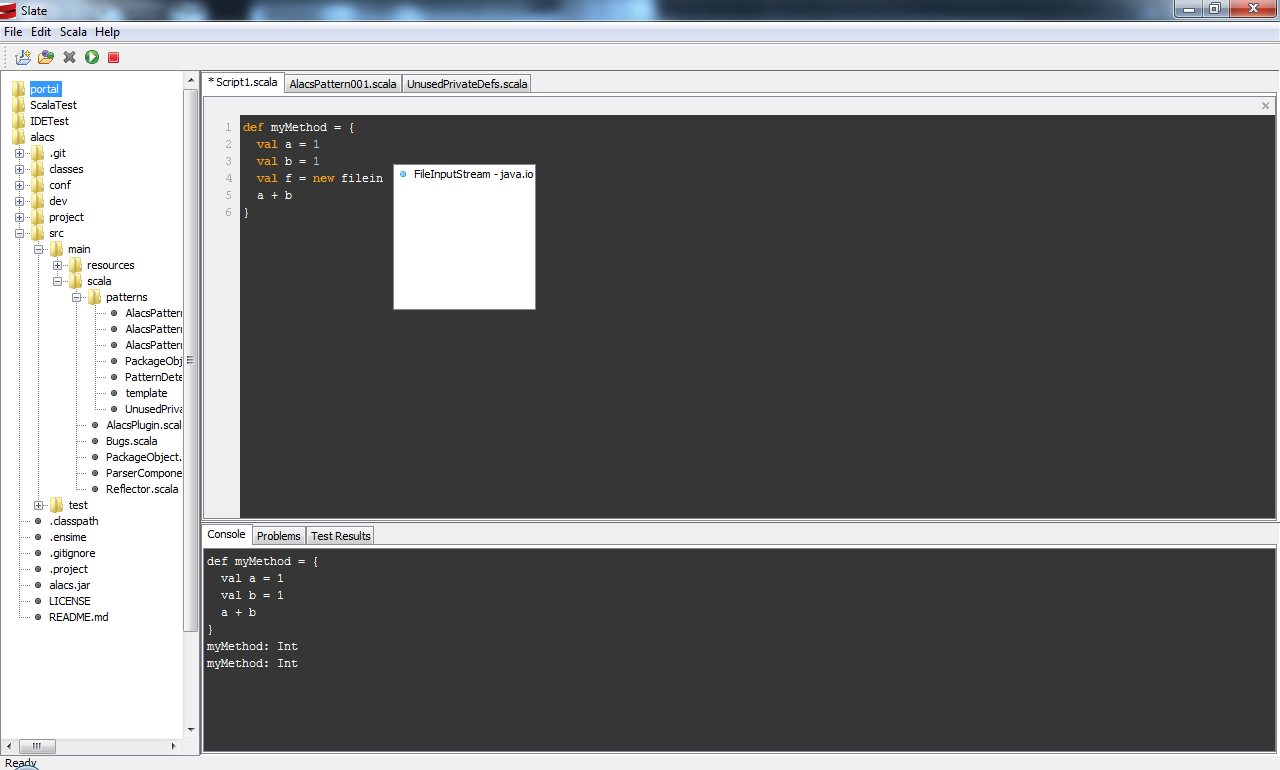 Slate
File Edit Scala Help
portal
ScalaTest
IDETest
alacs
.git
classes
conf
dev
project
src
main
resources
scala
patterns
AlacsPatter
AlacsPatter
AlacsPatter
PackageObj
PatternDete
template
UnusedPriva
AlacsPlugin.scal
Bugs.scala
PackageObject.
ParserCompone
Reflector.scala
test
.classpath
.ensime
.gitignore
.project
alacs.jar
LICENSE
README.md
* Script1.scala AlacsPattern001.scala UnusedPrivateDefs.scala
1 def myMethod = {
2 val a = 1
3 val b = 1
4 val f = new filein
5 a + b
6 }
FileInputStream - java.io
Console Problems Test Results
def myMethod = {
val a = 1
val b = 1
a + b
}
myMethod: Int
myMethod: Int
Ready